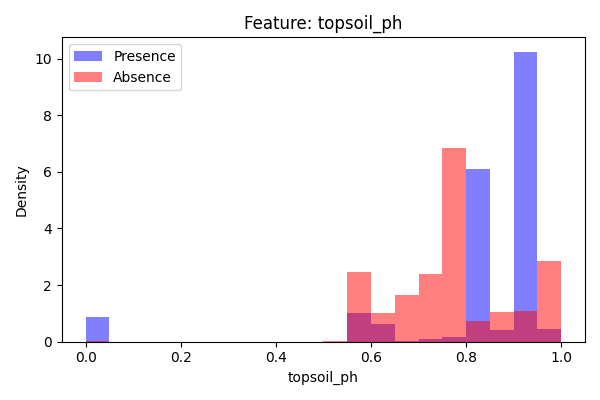 Feature: topsoil_ph
Presence
Absence
Density
10
8
6
4
2
0
0.0 0.2 0.4 0.6 0.8 1.0
topsoil_ph